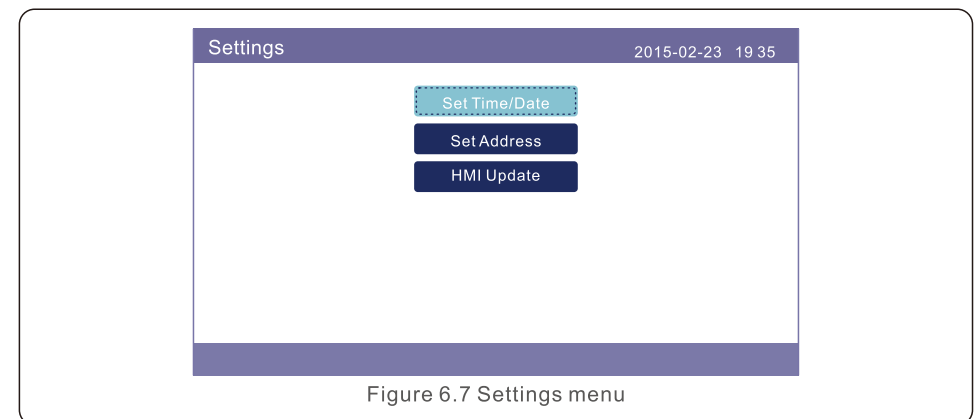 Settings
2015-02-23 19 35
Set Time/Date
Set Address
HMI Update
Figure 6.7 Settings menu